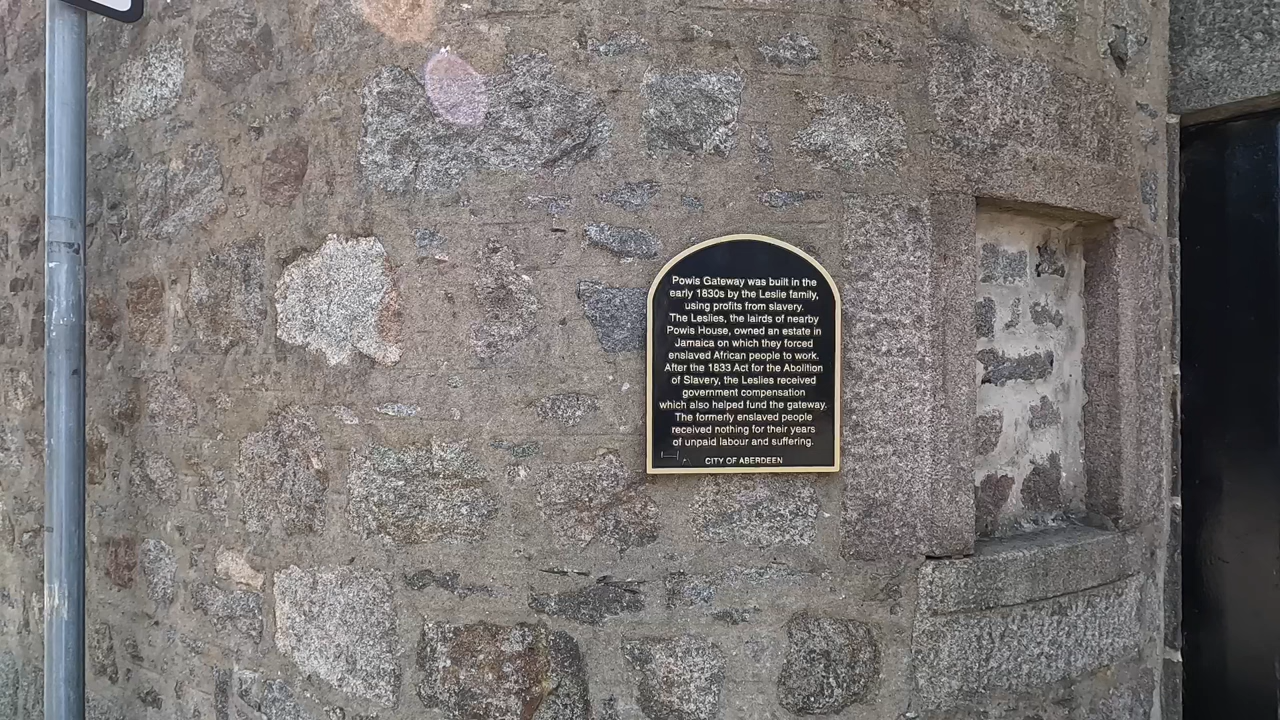 Powis Gateway was built in the
early 1830s by the Leslie family,
using profits from slavery.
The Leslies, the lairds of nearby
Powis House, owned an estate in
Jamaica on which they forced
enslaved African people to work.
After the 1833 Act for the Abolition
of Slavery, the Leslies received
government compensation
which also helped fund the gateway.
The formerly enslaved people
received nothing for their years
of unpaid labour and suffering.
CITY OF ABERDEEN